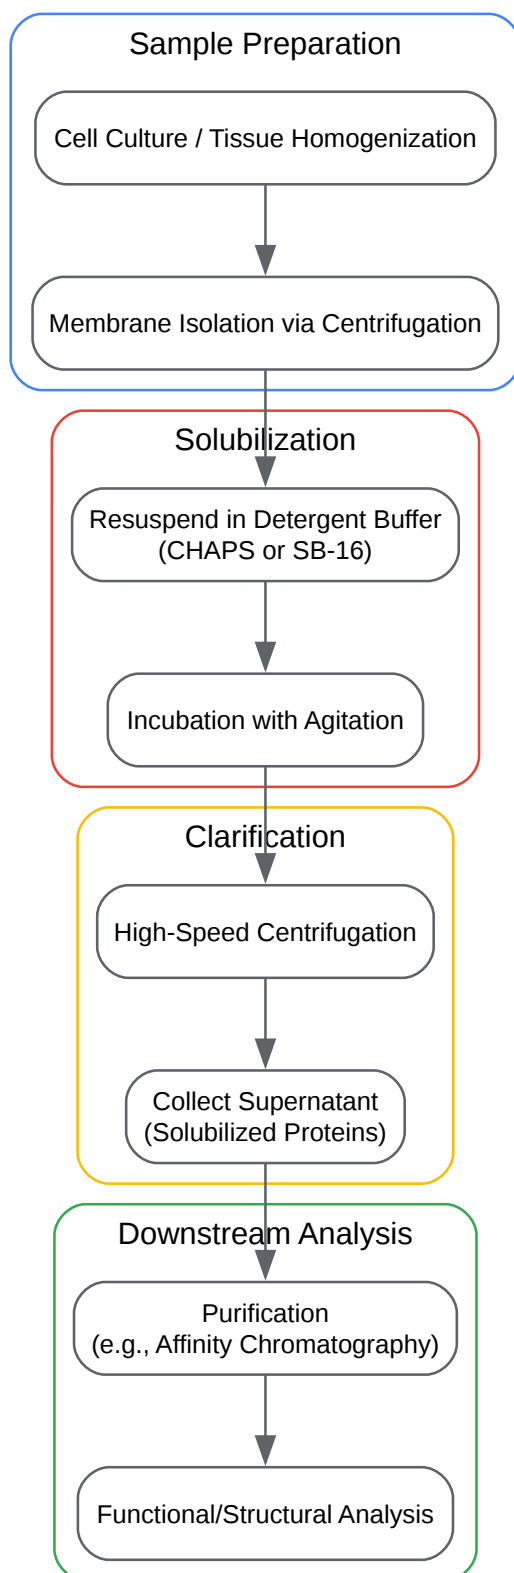 Sample Preparation
Cell Culture / Tissue Homogenization
Membrane Isolation via Centrifugation
Solubilization
Resuspend in Detergent Buffer
(CHAPS or SB-16)
Incubation with Agitation
Clarification
High-Speed Centrifugation
Collect Supernatant
(Solubilized Proteins)
Downstream Analysis
Purification
(e.g., Affinity Chromatography)
Functional/Structural Analysis